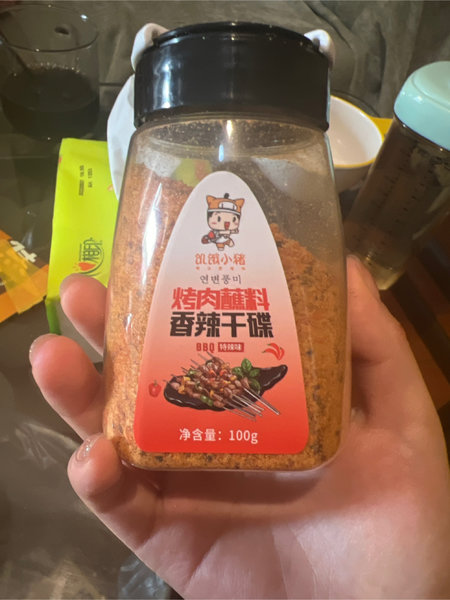 饥饿小猪
연변풍미
烤肉蘸料
香辣干碟
BBQ 特辣味
净含量：100g